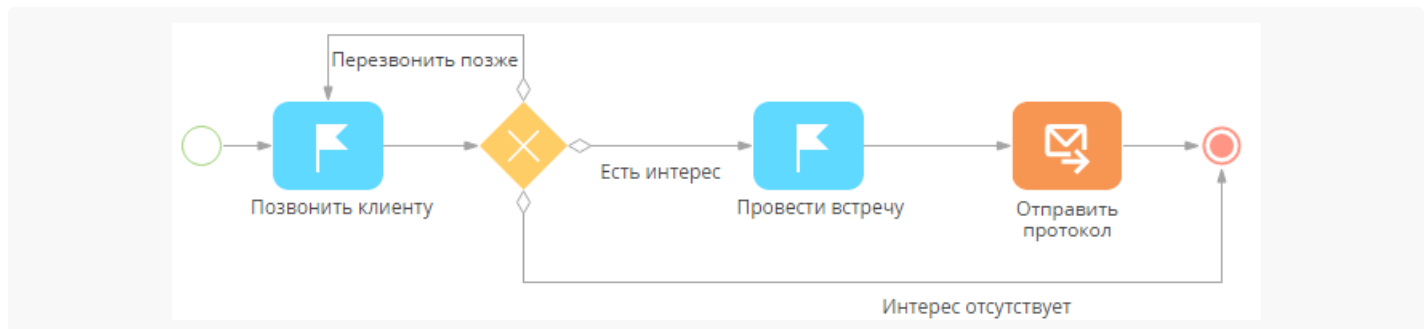 Перезвонить позже
Есть интерес
Позвонить клиенту
Провести встречу
Отправить
протокол
Интерес отсутствует